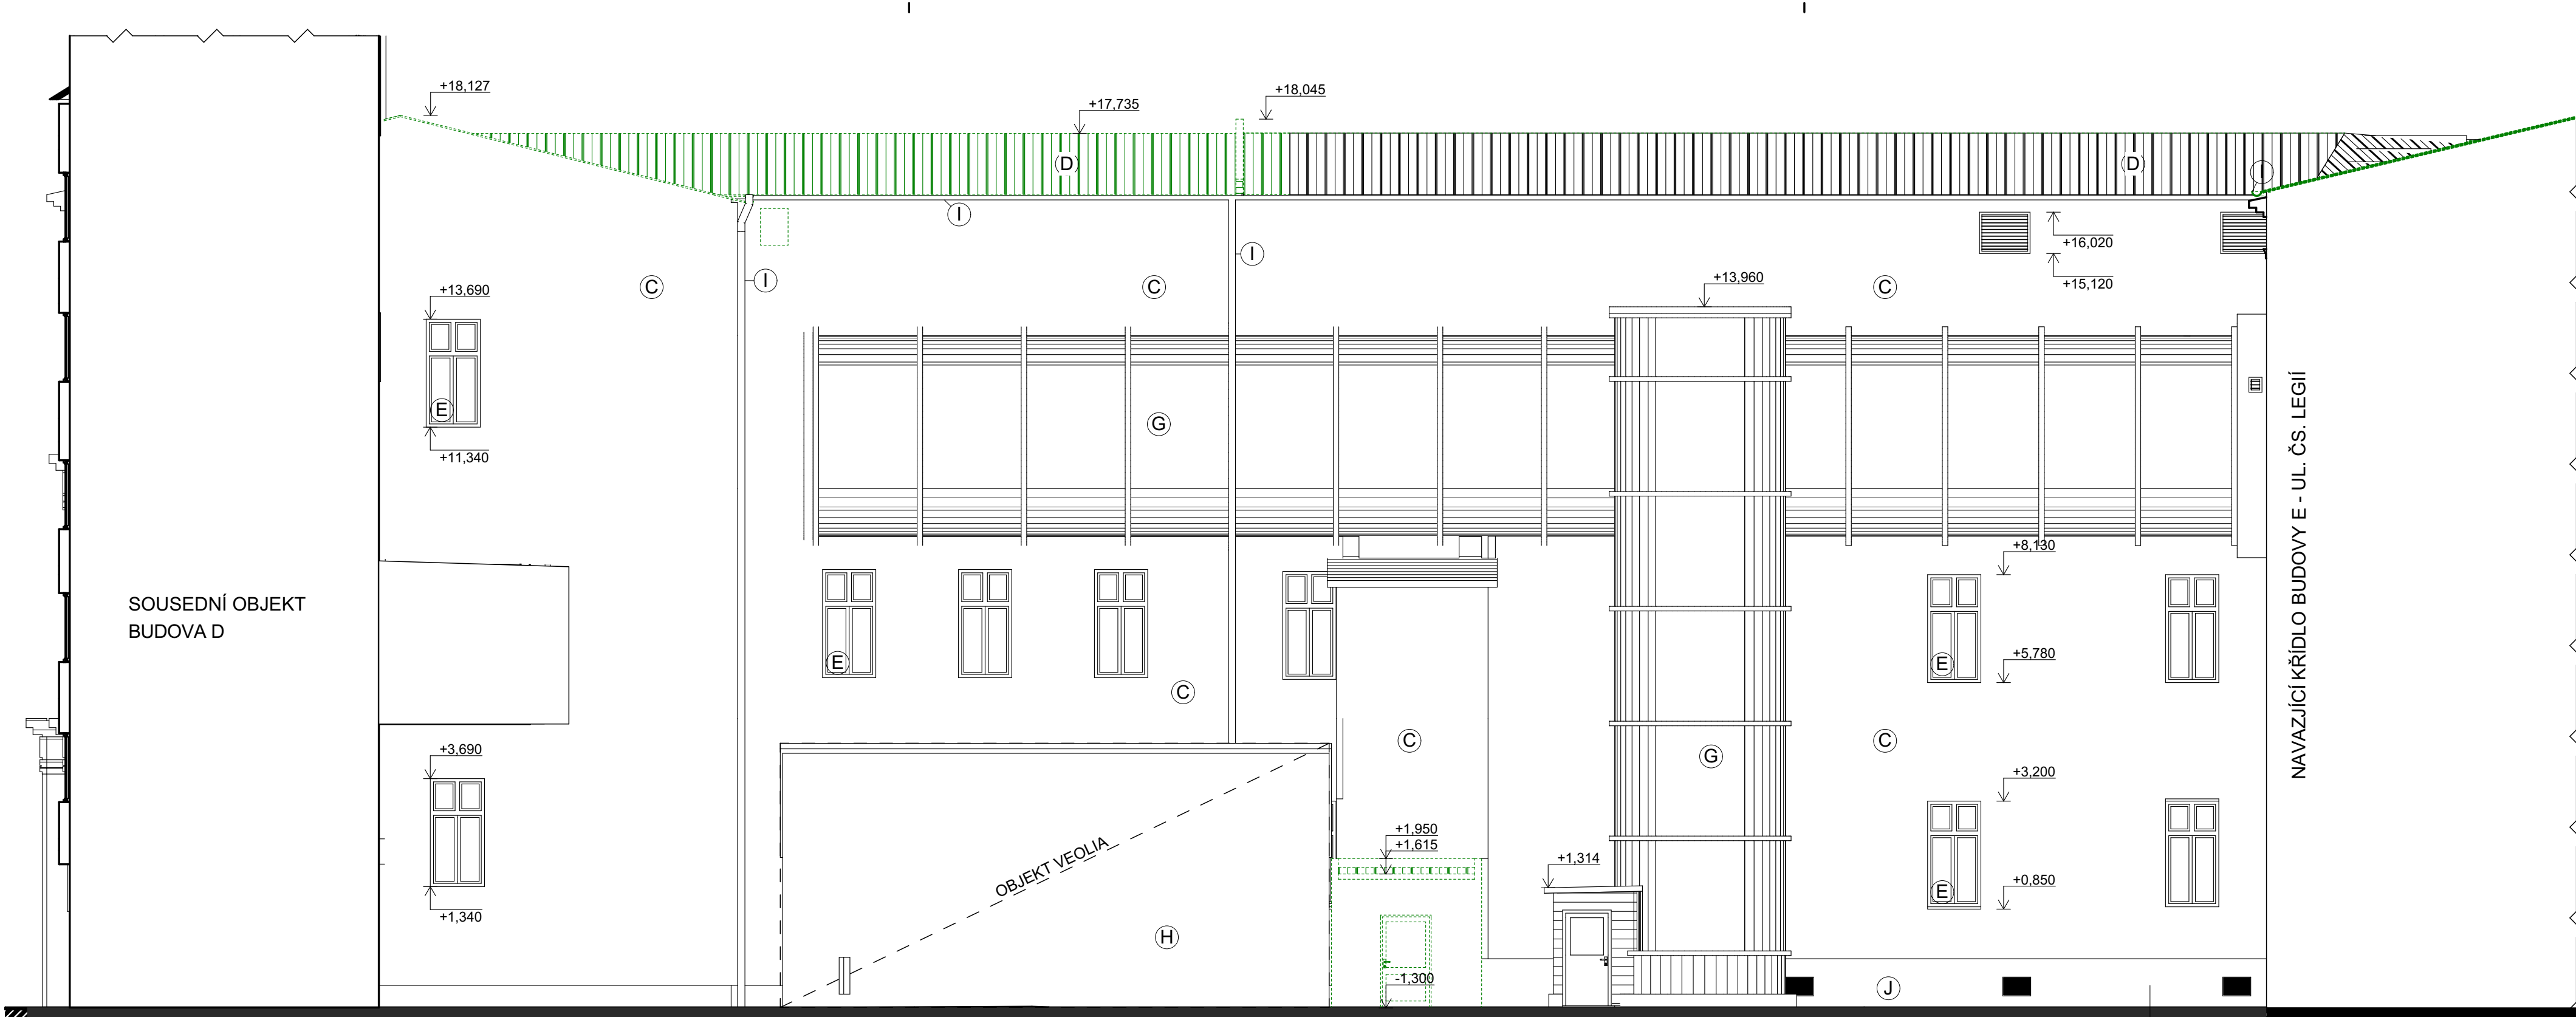 +18,127
+17,735
+18,045
D
D
I
I
I
I
+16,020
+15,120
+13,960
+13,690
C
C
C
E
+11,340
G
+8,130
SOUSEDNÍ OBJEKT
BUDOVA D
E
E
+5,780
C
C
C
G
+3,690
+3,200
NAVAZJÍCÍ KŘÍDLO BUDOVY E - UL. ČS. LEGIÍ
+1,950
+1,615
+1,314
OBJEKT VEOLIA
E
+0,850
+1,340
H
-1,300
J